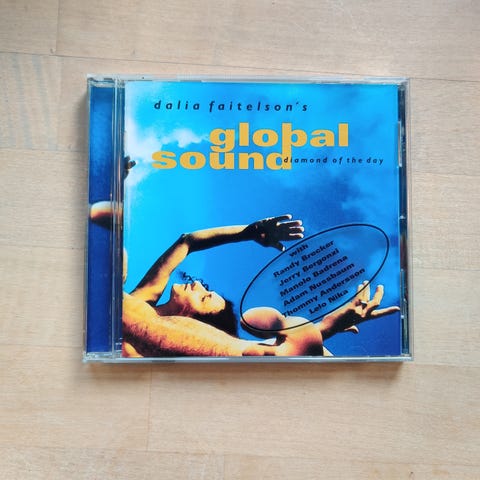 dalia faitelson's
global
sound
diamond of the day
with
Randy Brecker
Jerry Bergonzi
Manolo Badrena
Adam Nussbaum
Thommy Andersson
Lelo Nika